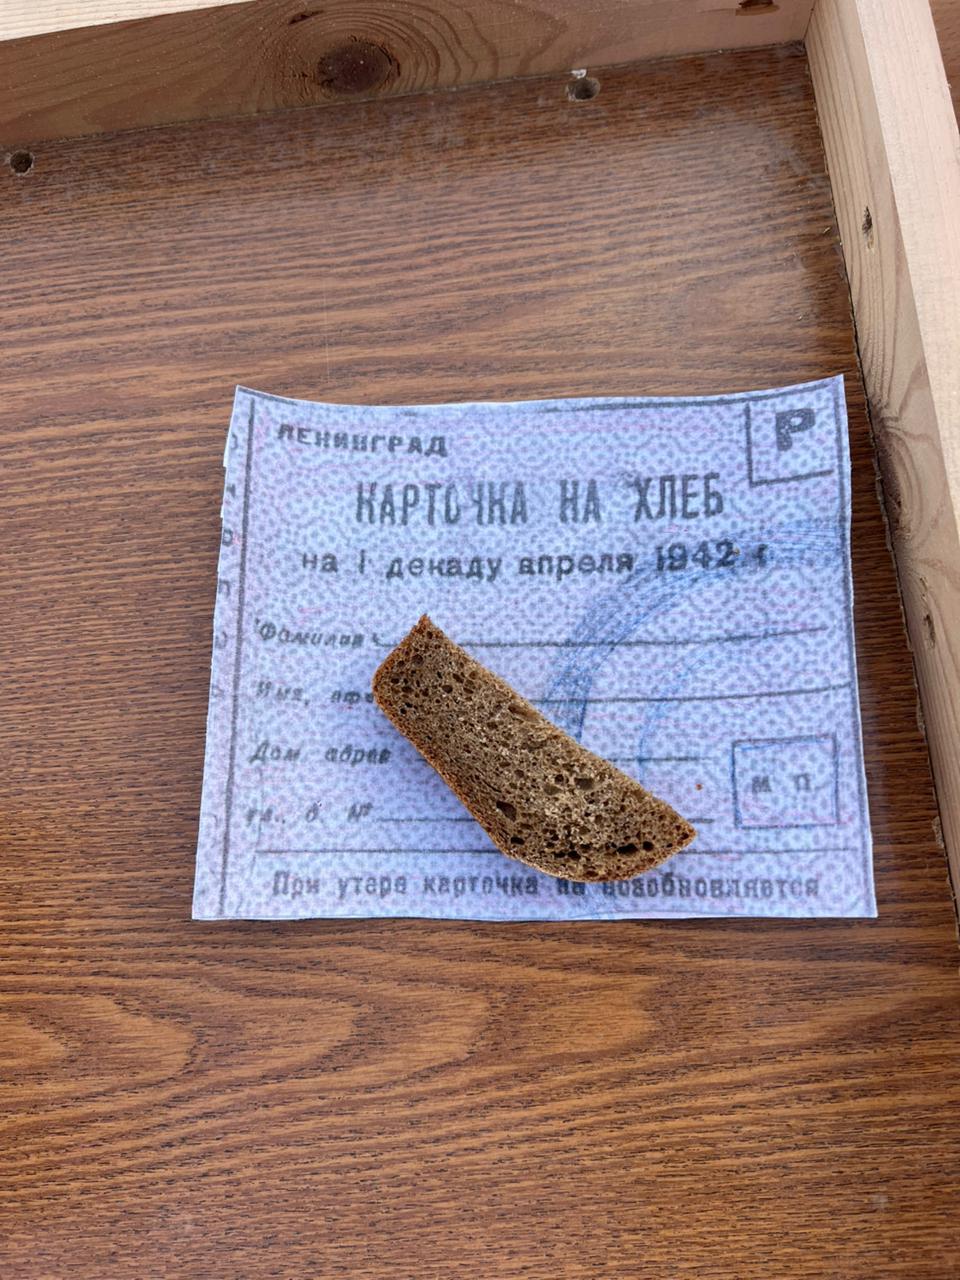 ЛЕНИНГРАД
Р
КАРТОЧКА НА ХЛЕБ
на I декаду апреля 1942 г
Фамилия
Имя,
Дом адрес
М П
При утере карточка не возобновляется